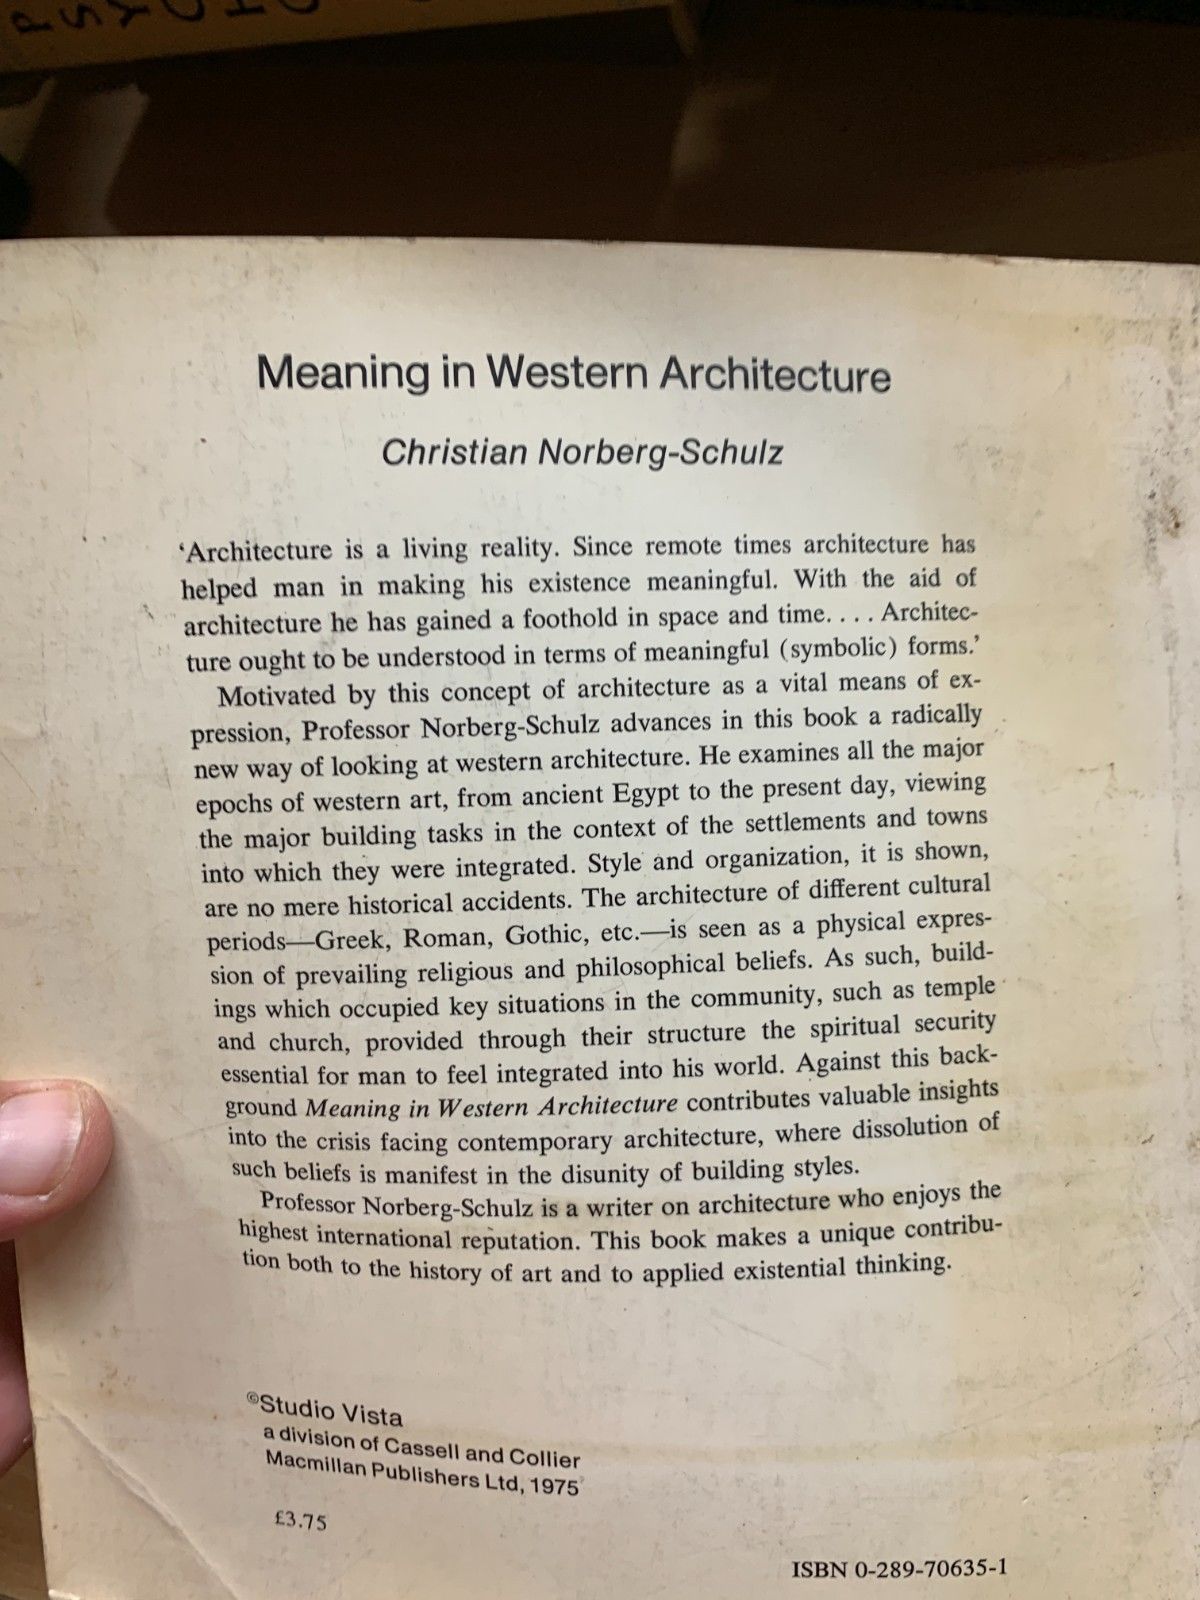 Meaning in Western Architecture
Christian Norberg-Schulz
‘Architecture is a living reality. Since remote times architecture has
helped man in making his existence meaningful. With the aid of
architecture he has gained a foothold in space and time. . . . Architec-
ture ought to be understood in terms of meaningful (symbolic) forms.’
Motivated by this concept of architecture as a vital means of ex-
pression, Professor Norberg-Schulz advances in this book a radically
new way of looking at western architecture. He examines all the major
epochs of western art, from ancient Egypt to the present day, viewing
the major building tasks in the context of the settlements and towns
into which they were integrated. Style and organization, it is shown,
are no mere historical accidents. The architecture of different cultural
periods—Greek, Roman, Gothic, etc.—is seen as a physical expres-
sion of prevailing religious and philosophical beliefs. As such, build-
ings which occupied key situations in the community, such as temple
and church, provided through their structure the spiritual security
essential for man to feel integrated into his world. Against this back-
ground Meaning in Western Architecture contributes valuable insights
into the crisis facing contemporary architecture, where dissolution of
such beliefs is manifest in the disunity of building styles.
Professor Norberg-Schulz is a writer on architecture who enjoys the
highest international reputation. This book makes a unique contribu-
tion both to the history of art and to applied existential thinking.
©Studio Vista
a division of Cassell and Collier
Macmillan Publishers Ltd, 1975
£3.75
ISBN 0-289-70635-1